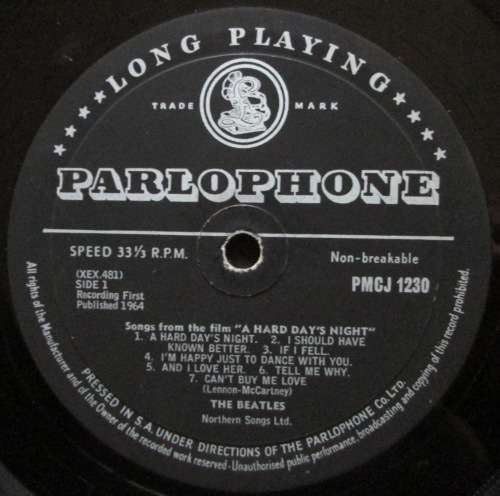 ★★★★★ LONG PLAYING ★★★★★
TRADE MARK
PARLOPHONE
SPEED 33⅓ R.P.M. Non-breakable
(XEX.481)
SIDE 1 PMCJ 1230
Recording First
Published 1964
Songs from the film "A HARD DAY'S NIGHT"
1. A HARD DAY'S NIGHT. 2. I SHOULD HAVE
KNOWN BETTER. 3. IF I FELL.
4. I'M HAPPY JUST TO DANCE WITH YOU.
5. AND I LOVE HER. 6. TELL ME WHY.
7. CAN'T BUY ME LOVE
(Lennon-McCartney)
THE BEATLES
Northern Songs Ltd.
PRESSED IN S.A. UNDER DIRECTIONS OF THE PARLOPHONE Co. LTD.
All rights of the Manufacturer and of the Owner of the recorded work reserved - Unauthorised public performance, broadcasting and copying of this record prohibited.